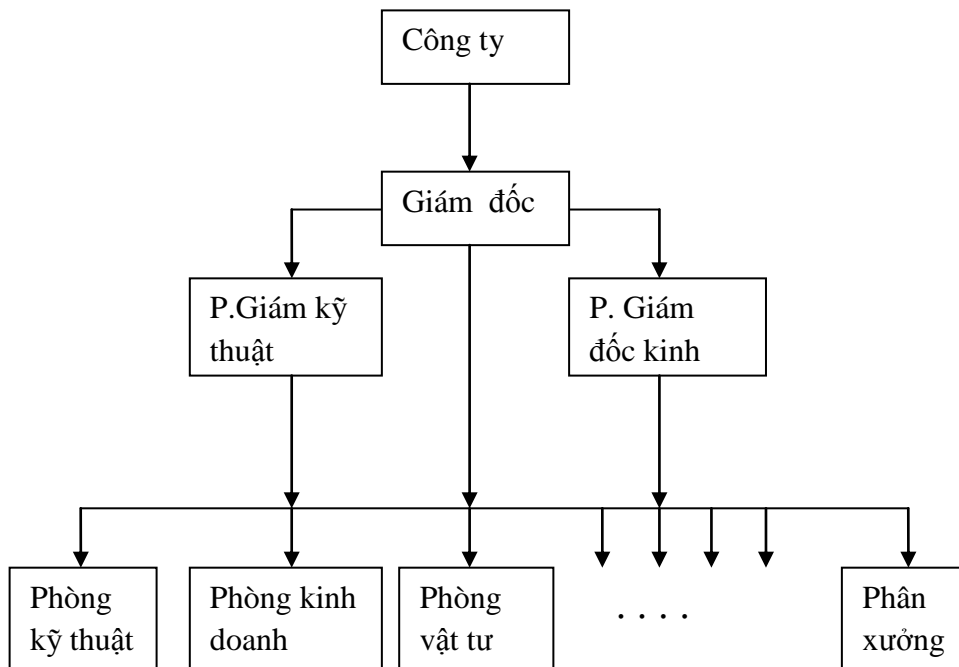 Công ty
Giám đốc
P.Giám kỹ
thuật
P. Giám
đốc kinh
Phòng
kỹ thuật
Phòng kinh
doanh
Phòng
vật tư
. . . .
Phân
xưởng